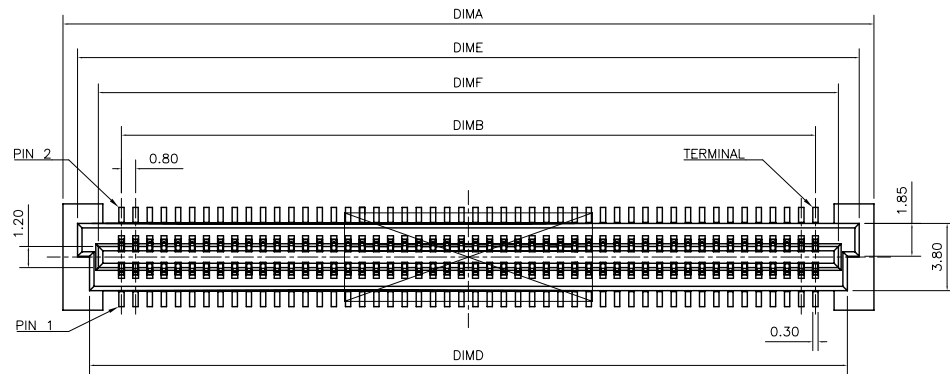 DIMA
DIME
DIMF
DIMB
PIN 2
0.80
TERMINAL
1.20
1.85
3.80
PIN 1
0.30
DIMD